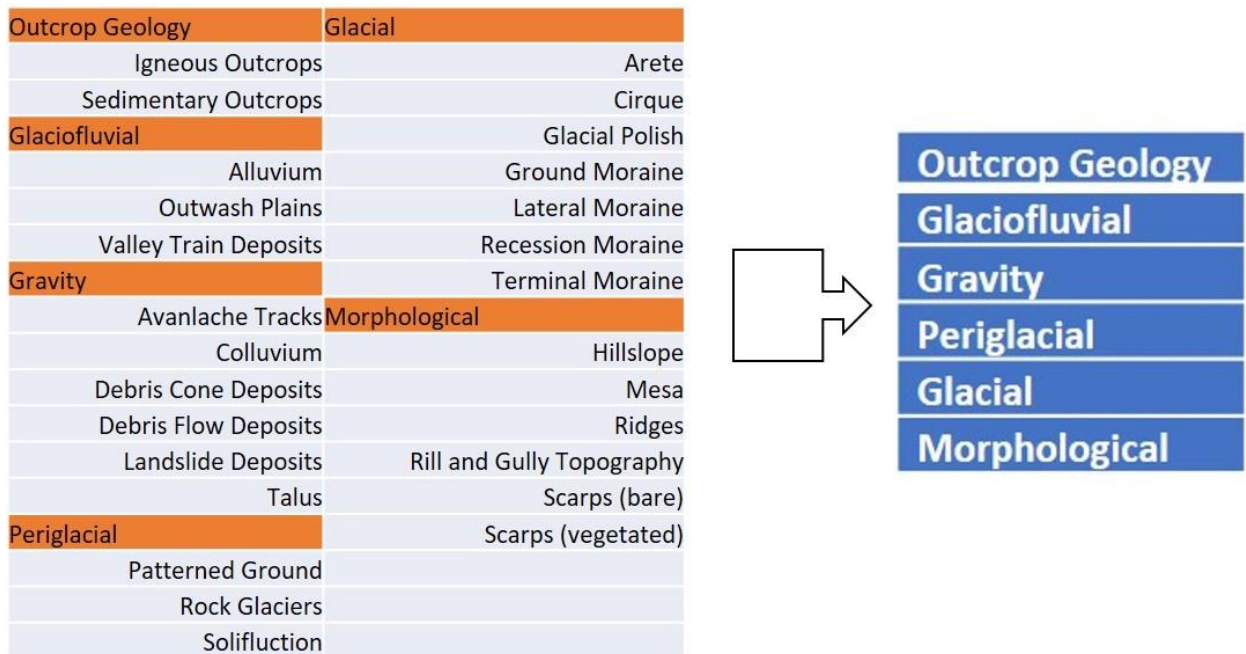 Outcrop Geology
Igneous Outcrops
Sedimentary Outcrops
Glaciofluvial
Alluvium
Outwash Plains
Valley Train Deposits
Gravity
Avanlache Tracks
Colluvium
Debris Cone Deposits
Debris Flow Deposits
Landslide Deposits
Talus
Periglacial
Patterned Ground
Rock Glaciers
Solifluction
Glacial
Arete
Cirque
Glacial Polish
Ground Moraine
Lateral Moraine
Recession Moraine
Terminal Moraine
Morphological
Hillslope
Mesa
Ridges
Rill and Gully Topography
Scarps (bare)
Scarps (vegetated)
Outcrop Geology
Glaciofluvial
Gravity
Periglacial
Glacial
Morphological